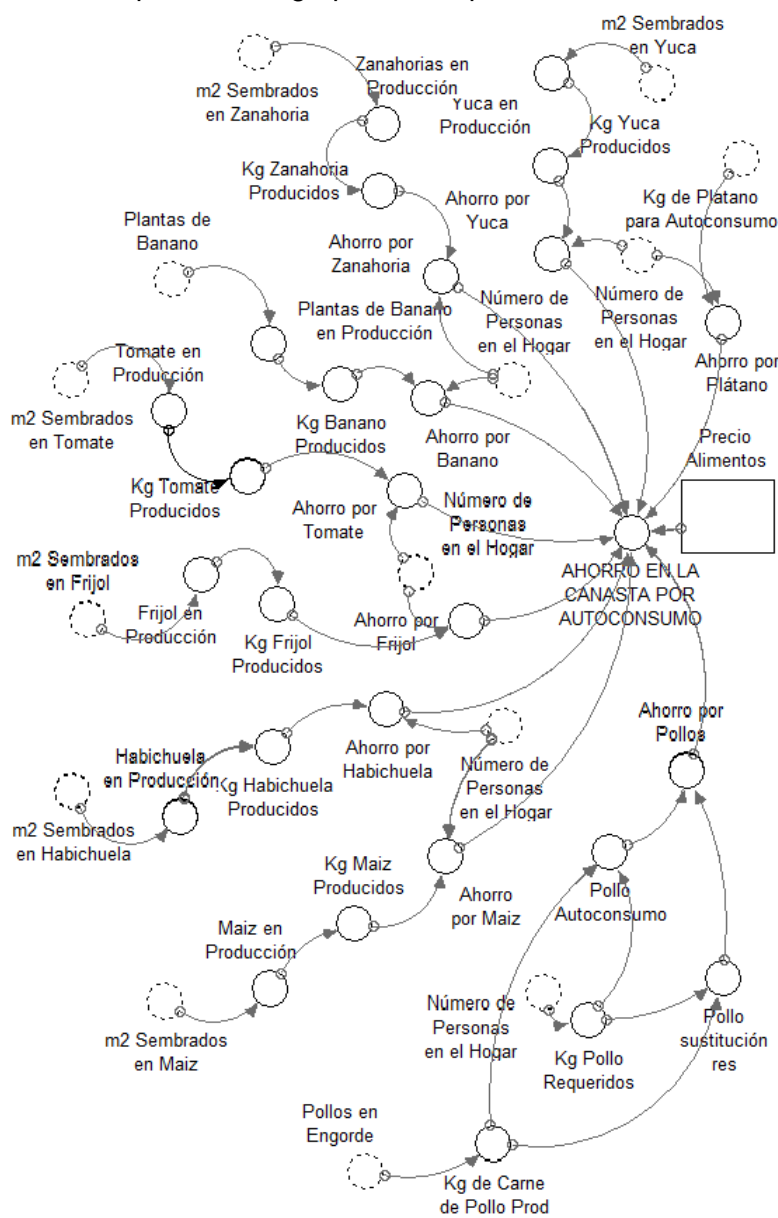 m2 Sembrados
en Zanahoria
Zanahorias en
Producción
m2 Sembrados
en Yuca
Yuca en
Producción
Kg Yuca
Producidos
Kg Zanahoria
Producidos
Ahorro por
Yuca
Kg de Platano
para Autoconsumo
Plantas de
Banano
Ahorro por
Zanahoria
Número de
Personas
en el Hogar
Número de
Personas
en el Hogar
Plantas de Banano
en Producción
Ahorro por
Plátano
Tomate en
Producción
m2 Sembrados
en Tomate
Kg Banano
Producidos
Ahorro por
Banano
Precio
Alimentos
Kg Tomate
Producidos
Ahorro por
Tomate
Número de
Personas
en el Hogar
AHORRO EN LA
CANASTA POR
AUTOCONSUMO
m2 Sembrados
en Frijol
Frijol en
Producción
Kg Frijol
Producidos
Ahorro por
Frijol
Ahorro por
Pollos
Habichuela
en Producción
Kg Habichuela
Producidos
Ahorro por
Habichuela
Número de
Personas
en el Hogar
m2 Sembrados
en Habichuela
Kg Maiz
Producidos
Ahorro
por Maiz
Pollo
Autoconsumo
Maiz en
Producción
m2 Sembrados
en Maiz
Número de
Personas
en el Hogar
Kg Pollo
Requeridos
Pollo
sustitución
res
Pollos en
Engorde
Kg de Carne
de Pollo Prod